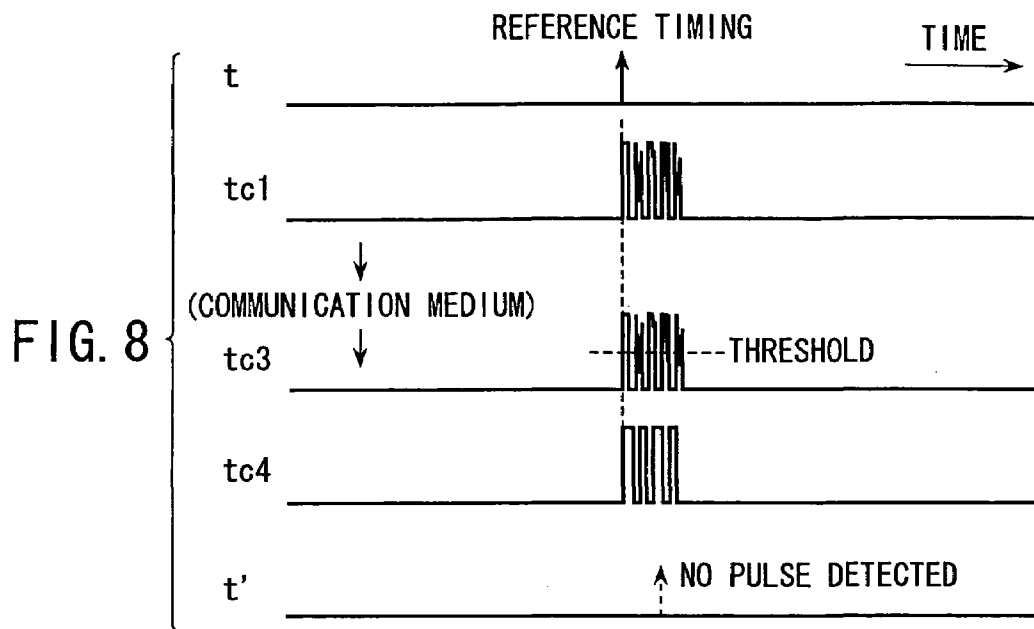 REFERENCE TIMING
TIME
t
tc1
(COMMUNICATION MEDIUM)
FIG. 8
tc3
THRESHOLD
tc4
t'
NO PULSE DETECTED